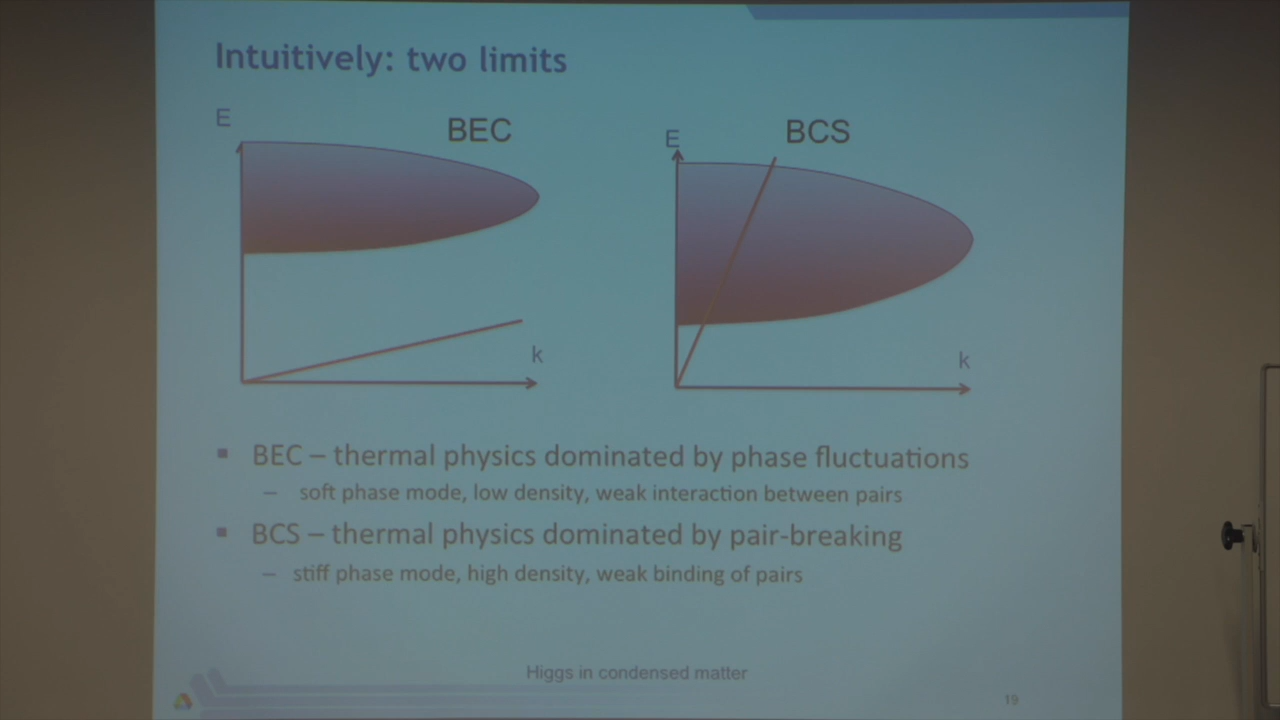 Intuitively: two limits
E
BEC
k
E
BCS
k
▪ BEC – thermal physics dominated by phase fluctuations
– soft phase mode, low density, weak interaction between pairs
▪ BCS – thermal physics dominated by pair-breaking
– stiff phase mode, high density, weak binding of pairs
Higgs in condensed matter
19